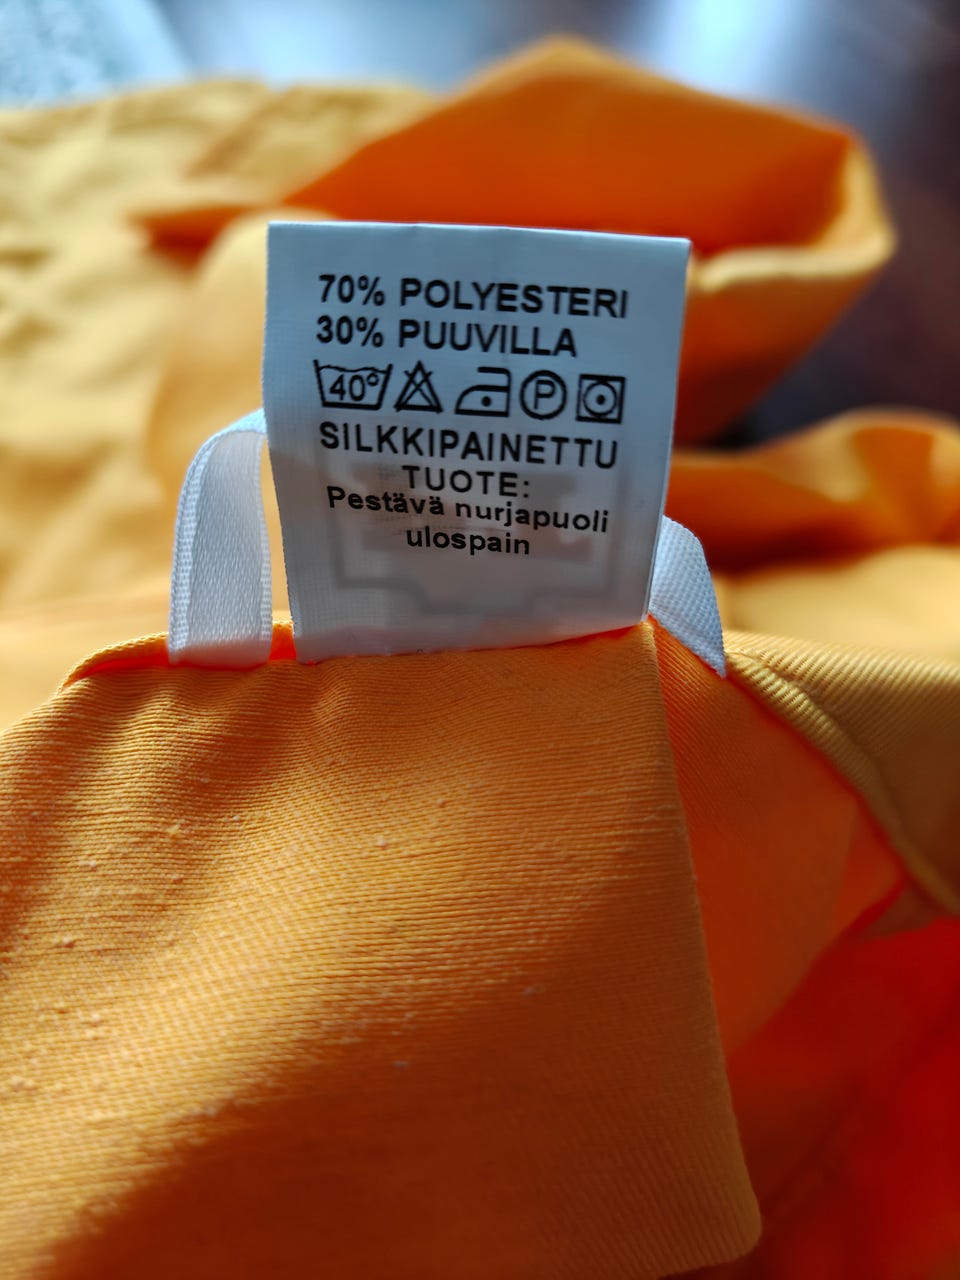 70% POLYESTERI
30% PUUVILLA
40° P
SILKKIPAINETTU
TUOTE:
Pestävä nurjapuoli
ulospain